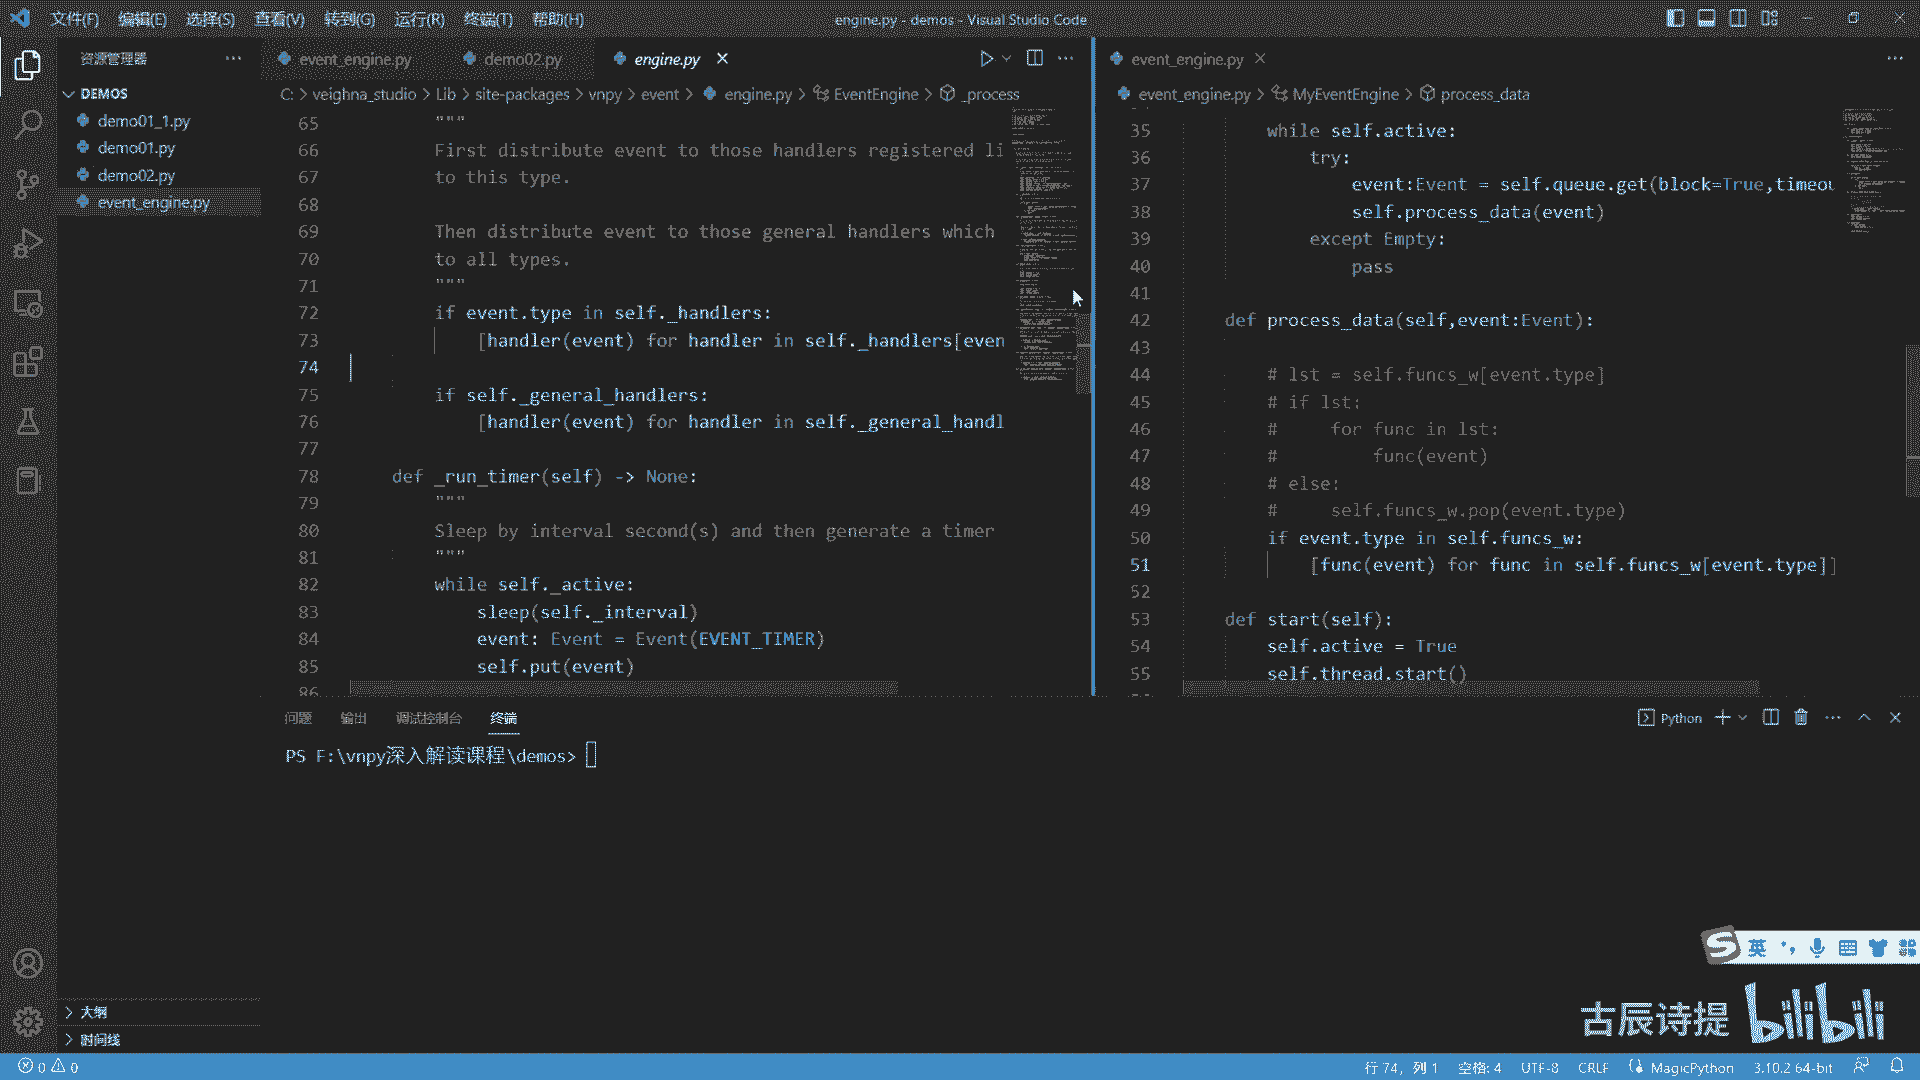 文件(F) 编辑(E) 选择(S) 查看(V) 转到(G) 运行(R) 终端(T) 帮助(H)
engine.py - demos - Visual Studio Code
资源管理器
DEMOS
demo01_1.py
demo01.py
demo02.py
event_engine.py
大纲
时间线
event_engine.py demo02.py engine.py
C: > veighna_studio > Lib > site-packages > vnpy > event > engine.py > EventEngine > _process
65 """
66 First distribute event to those handlers registered li
67 to this type.
68
69 Then distribute event to those general handlers which
70 to all types.
71 """
72 if event.type in self._handlers:
73 [handler(event) for handler in self._handlers[even
74
75 if self._general_handlers:
76 [handler(event) for handler in self._general_handl
77
78 def _run_timer(self) -> None:
79 """
80 Sleep by interval second(s) and then generate a timer
81 """
82 while self._active:
83 sleep(self._interval)
84 event: Event = Event(EVENT_TIMER)
85 self.put(event)
86
event_engine.py
event_engine.py > MyEventEngine > process_data
35 while self.active:
36 try:
37 event:Event = self.queue.get(block=True,timeou
38 self.process_data(event)
39 except Empty:
40 pass
41
42 def process_data(self,event:Event):
43
44 # lst = self.funcs_w[event.type]
45 # if lst:
46 # for func in lst:
47 # func(event)
48 # else:
49 # self.funcs_w.pop(event.type)
50 if event.type in self.funcs_w:
51 [func(event) for func in self.funcs_w[event.type]]
52
53 def start(self):
54 self.active = True
55 self.thread.start()
问题 输出 调试控制台 终端
Python
PS F:\vnpy深入解读课程\demos>
英
古辰诗提 bilibili
0 0
行 74, 列 1 空格: 4 UTF-8 CRLF MagicPython 3.10.2 64-bit